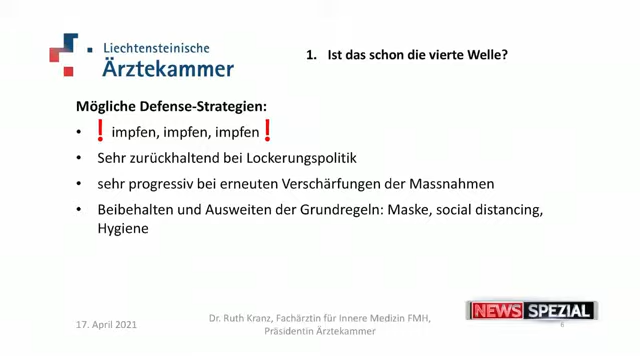 Liechtensteinische
Ärztekammer
1. Ist das schon die vierte Welle?
Mögliche Defense-Strategien:
• ! impfen, impfen, impfen !
• Sehr zurückhaltend bei Lockerungspolitik
• sehr progressiv bei erneuten Verschärfungen der Massnahmen
• Beibehalten und Ausweiten der Grundregeln: Maske, social distancing,
Hygiene
17. April 2021
Dr. Ruth Kranz, Fachärztin für Innere Medizin FMH,
Präsidentin Ärztekammer
NEWS SPEZIAL
6